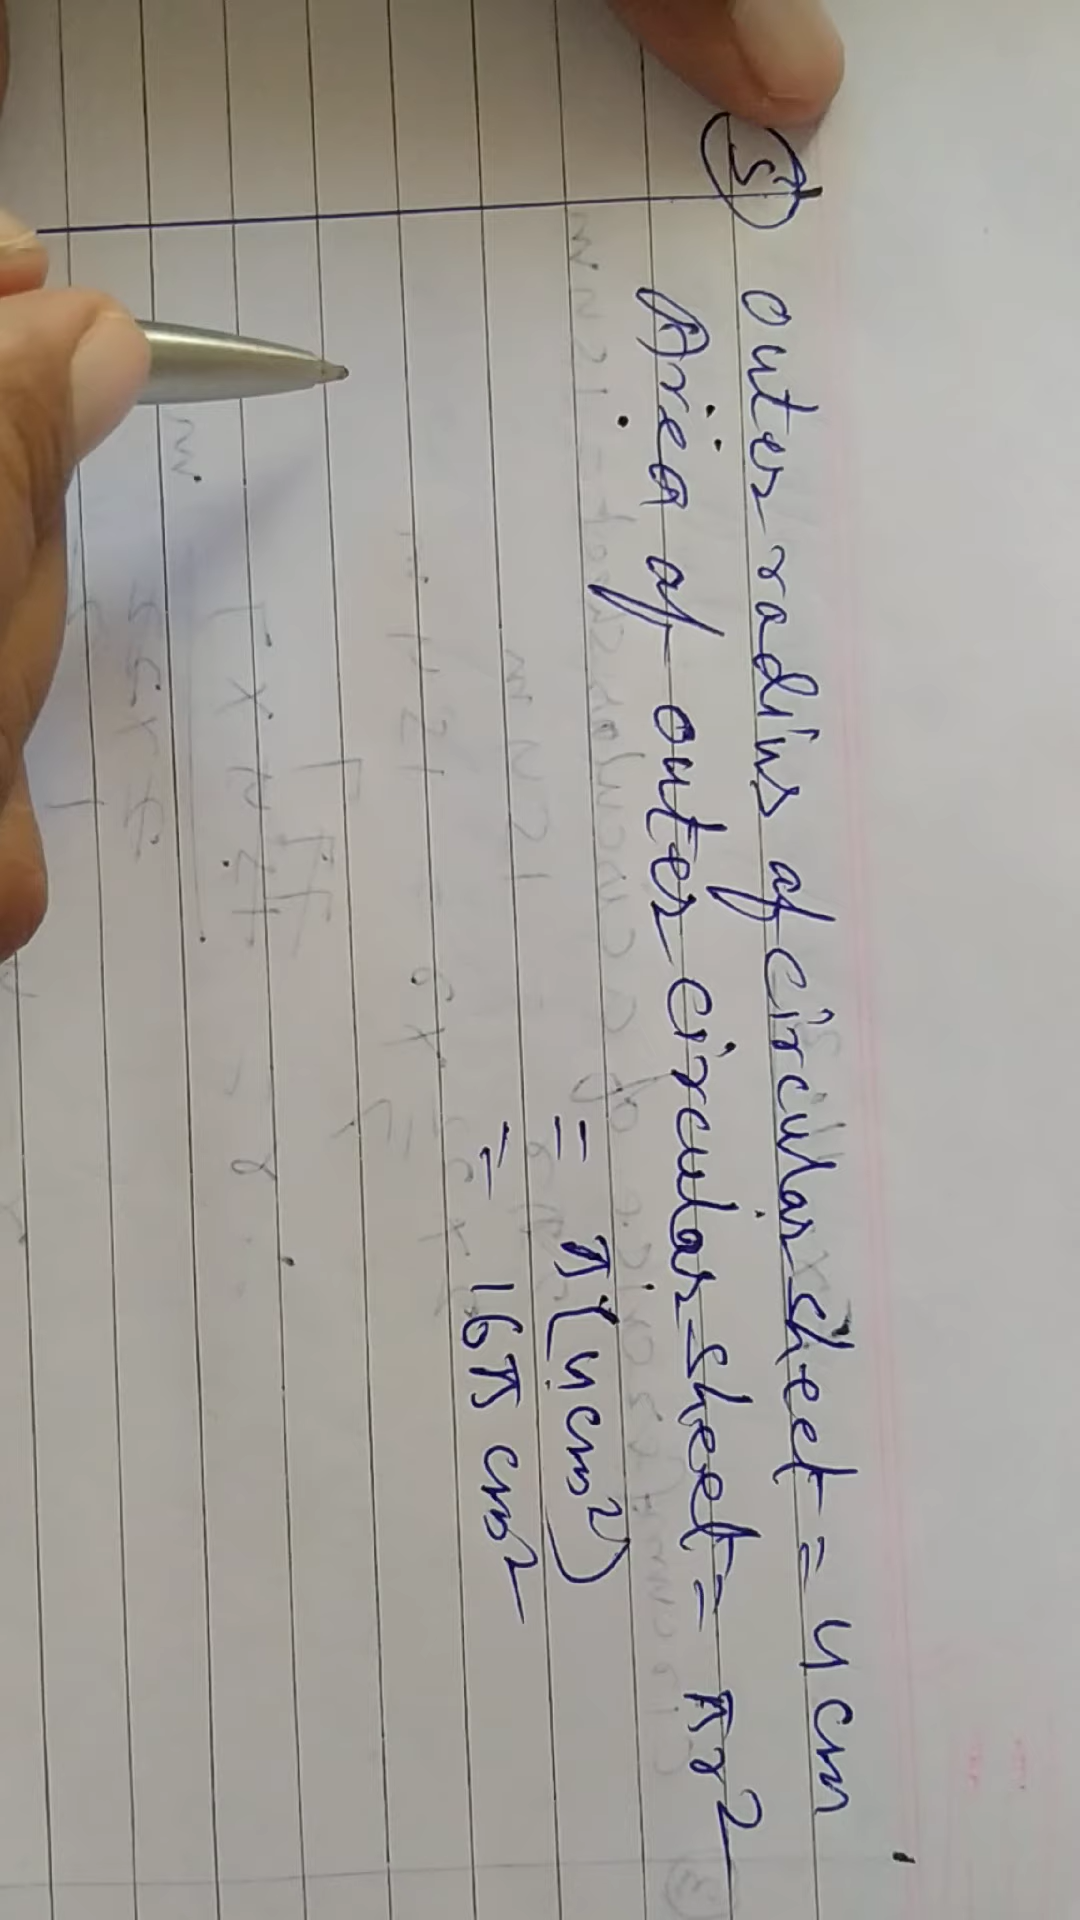 5 outer radius of circular sheet = 4 cm
Area of outer circular sheet = πr²
= π(4cm²)
= 16π cm²